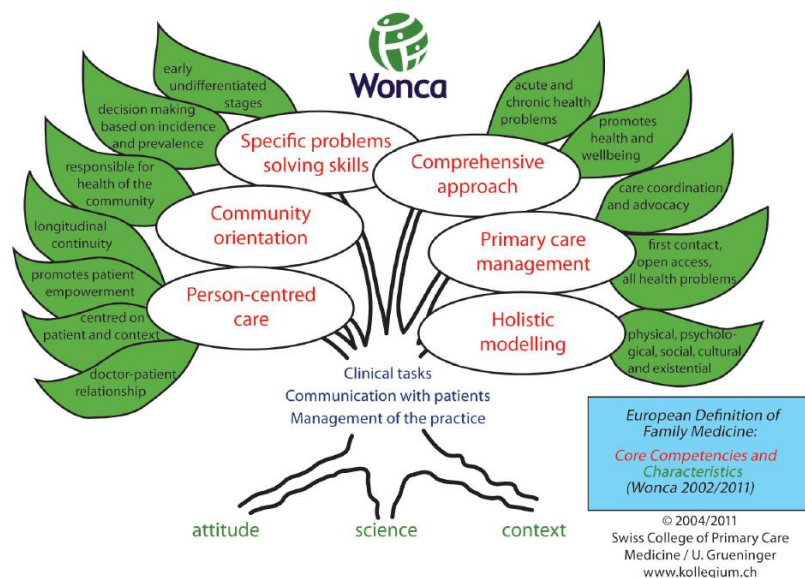 Wonca
early
undifferentiated
stages
decision making
based on incidence
and prevalence
responsible for
health of the
community
longitudinal
continuity
promotes patient
empowerment
centred on
patient and context
doctor-patient
relationship
Specific problems
solving skills
Community
orientation
Person-centred
care
acute and
chronic health
problems
promotes
health and
wellbeing
care coordination
and advocacy
first contact,
open access,
all health problems
physical, psycholo-
gical, social, cultural
and existential
Comprehensive
approach
Primary care
management
Holistic
modelling
Clinical tasks
Communication with patients
Management of the practice
attitude
science
context
European Definition of
Family Medicine:
Core Competencies and
Characteristics
(Wonca 2002/2011)
© 2004/2011
Swiss College of Primary Care
Medicine / U. Grueninger
www.kollegium.ch